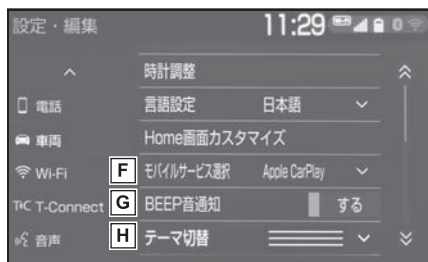 設定・編集 11:29 0
時計調整
電話 言語設定 日本語
車両 Home画面カスタマイズ
Wi-Fi F モバイルサービス選択 Apple CarPlay
T-Connect G BEEP音通知 する
音声 H テーマ切替